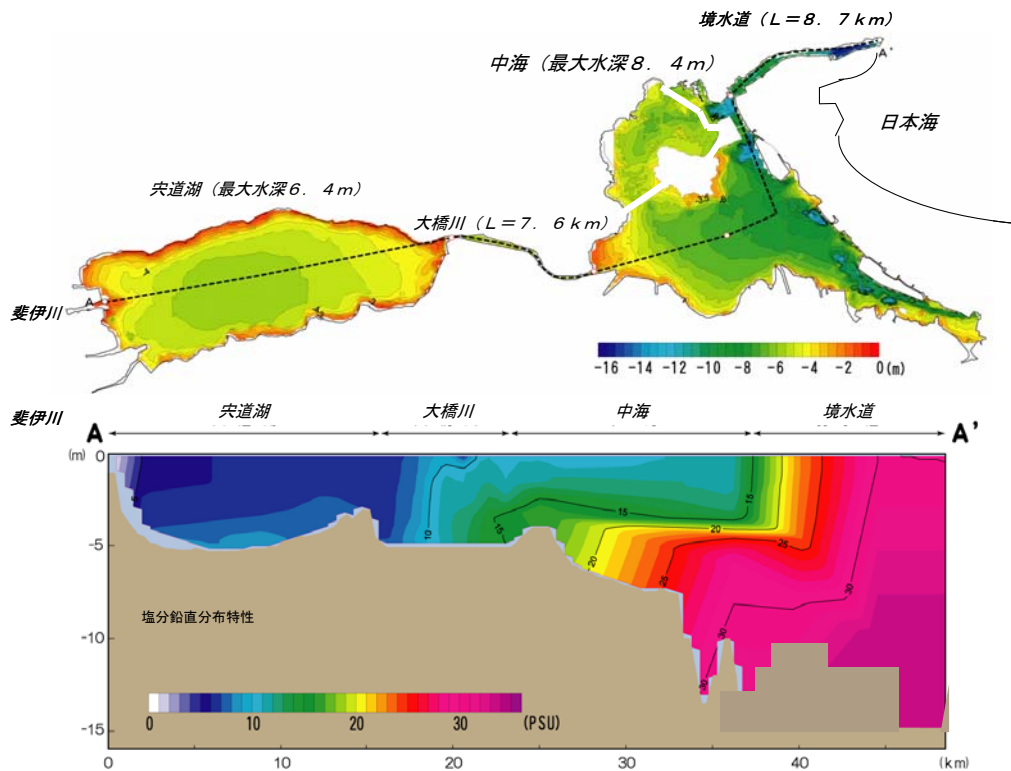 境水道（Ｌ＝８．７ｋｍ）
A'
中海（最大水深８．４ｍ）
日本海
宍道湖（最大水深６．４ｍ）
大橋川（Ｌ＝７．６ｋｍ）
A
斐伊川
-16 -14 -12 -10 -8 -6 -4 -2 0(m)
斐伊川 宍道湖 大橋川 中海 境水道
A A'
(m) 0
-5
-10
-15
5
10
15
15
20
20
25
25
30
30
30
塩分鉛直分布特性
0 10 20 30 (PSU)
0 10 20 30 40 (km)